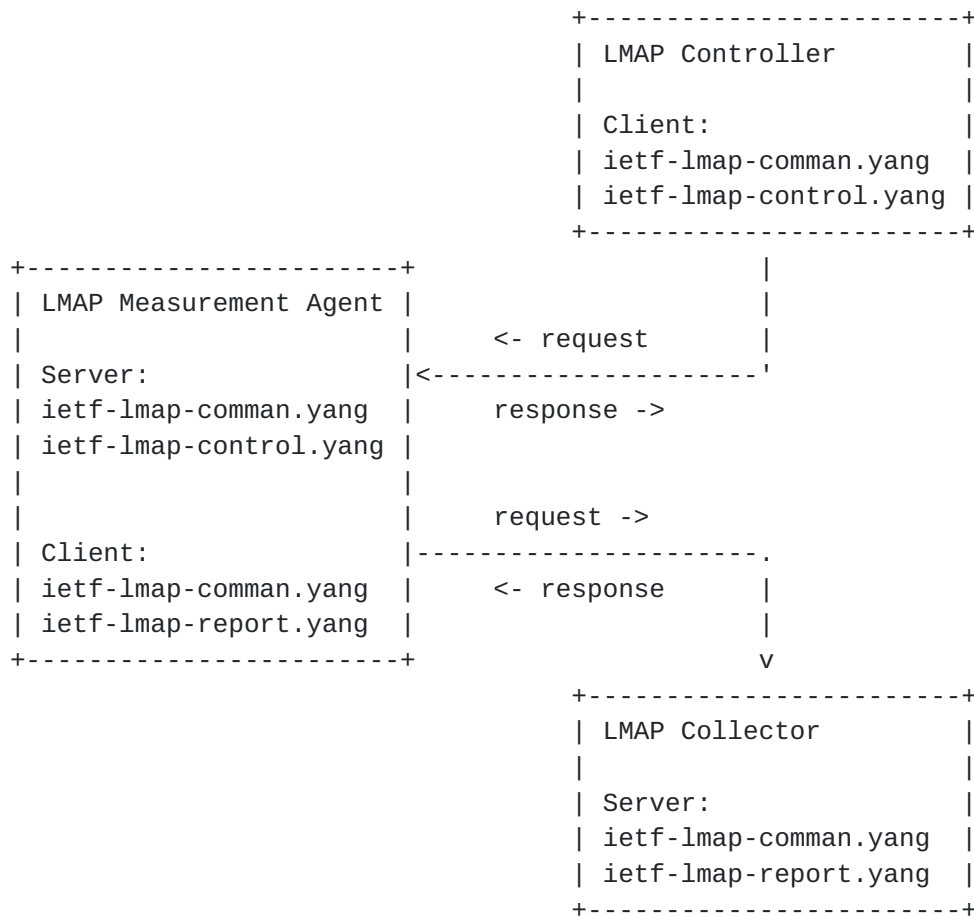 LMAP Controller
Client:
ietf-lmap-comman.yang
ietf-lmap-control.yang
LMAP Measurement Agent
<- request
Server:
ietf-lmap-comman.yang
response ->
ietf-lmap-control.yang
request ->
Client:
ietf-lmap-comman.yang
<- response
ietf-lmap-report.yang
LMAP Collector
Server:
ietf-lmap-comman.yang
ietf-lmap-report.yang